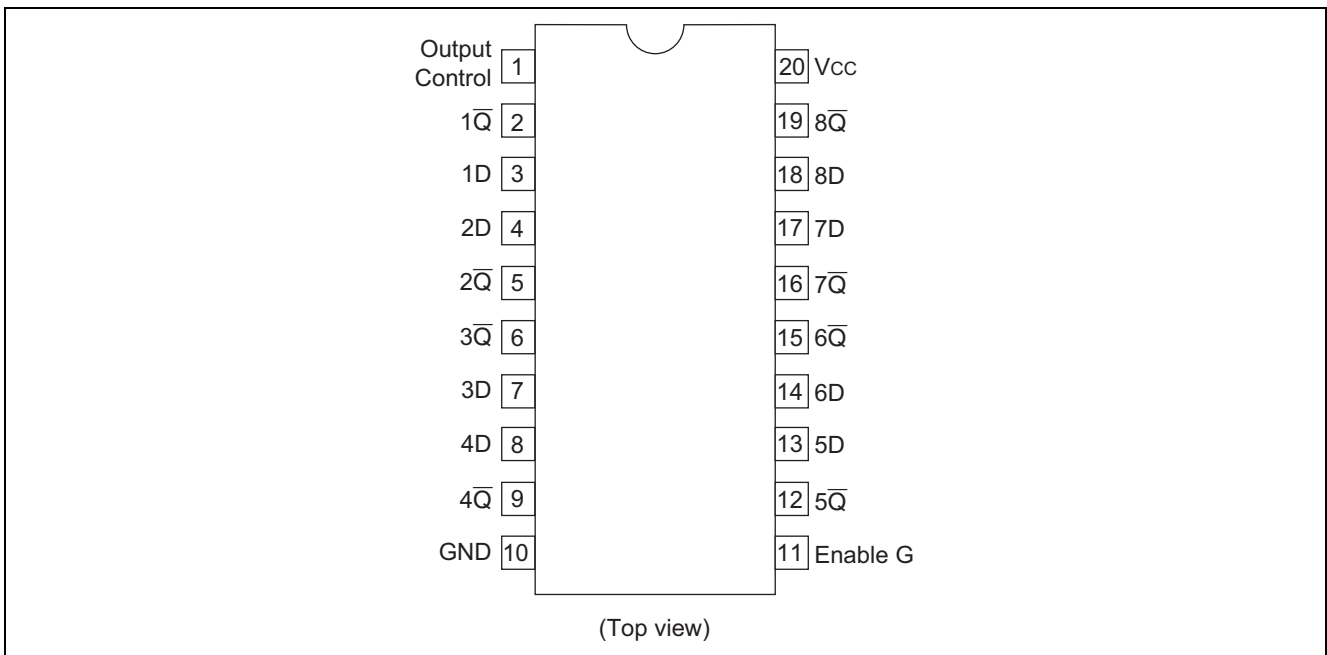 Output
Control 1
1Q̅ 2
1D 3
2D 4
2Q̅ 5
3Q̅ 6
3D 7
4D 8
4Q̅ 9
GND 10
20 VCC
19 8Q̅
18 8D
17 7D
16 7Q̅
15 6Q̅
14 6D
13 5D
12 5Q̅
11 Enable G
(Top view)